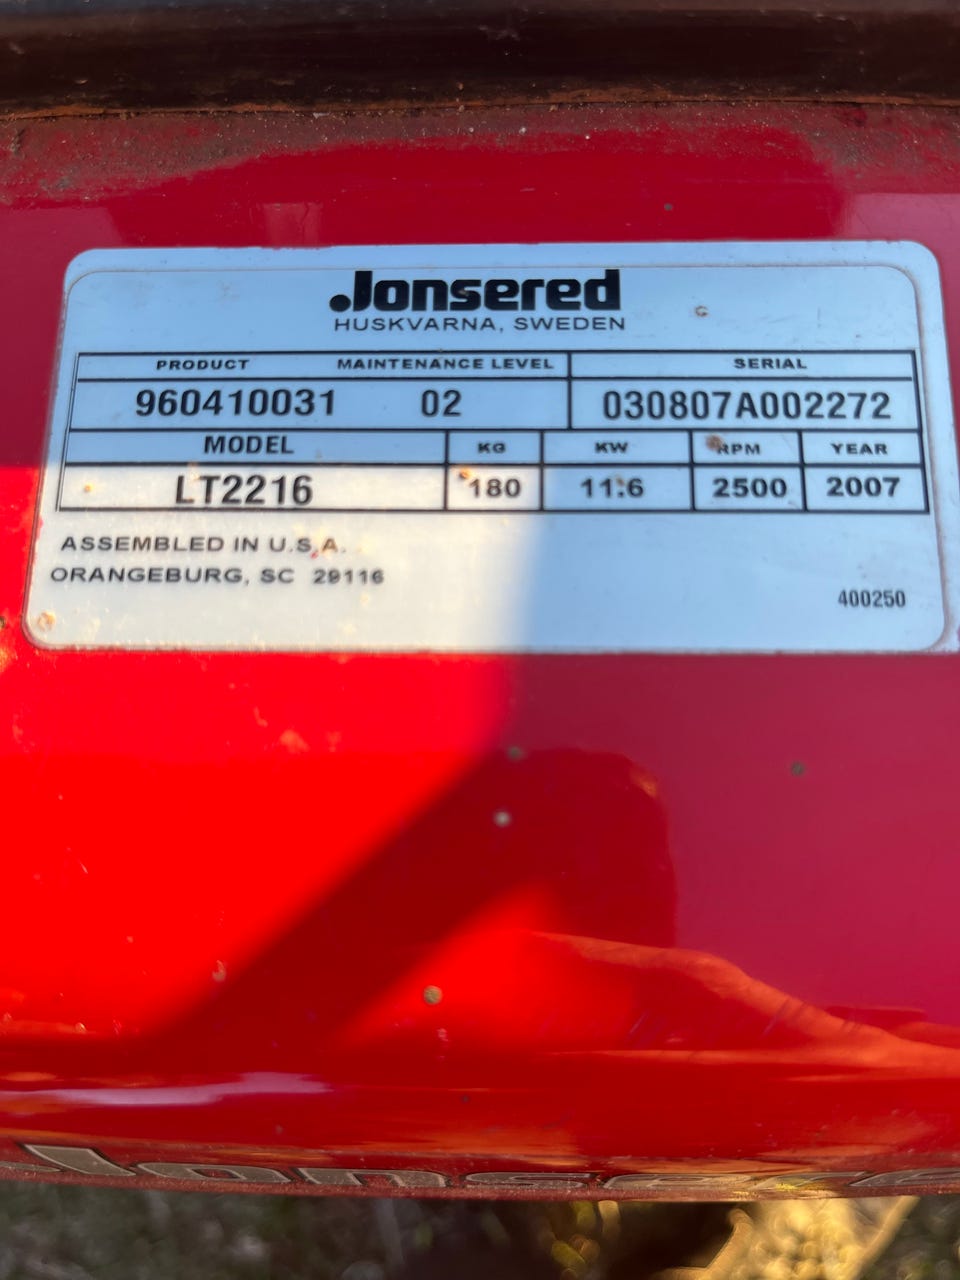 Jonsered
HUSKVARNA, SWEDEN
PRODUCT MAINTENANCE LEVEL SERIAL
960410031 02 030807A002272
MODEL KG KW RPM YEAR
LT2216 180 11.6 2500 2007
ASSEMBLED IN U.S.A.
ORANGEBURG, SC 29116
400250
Jonsere